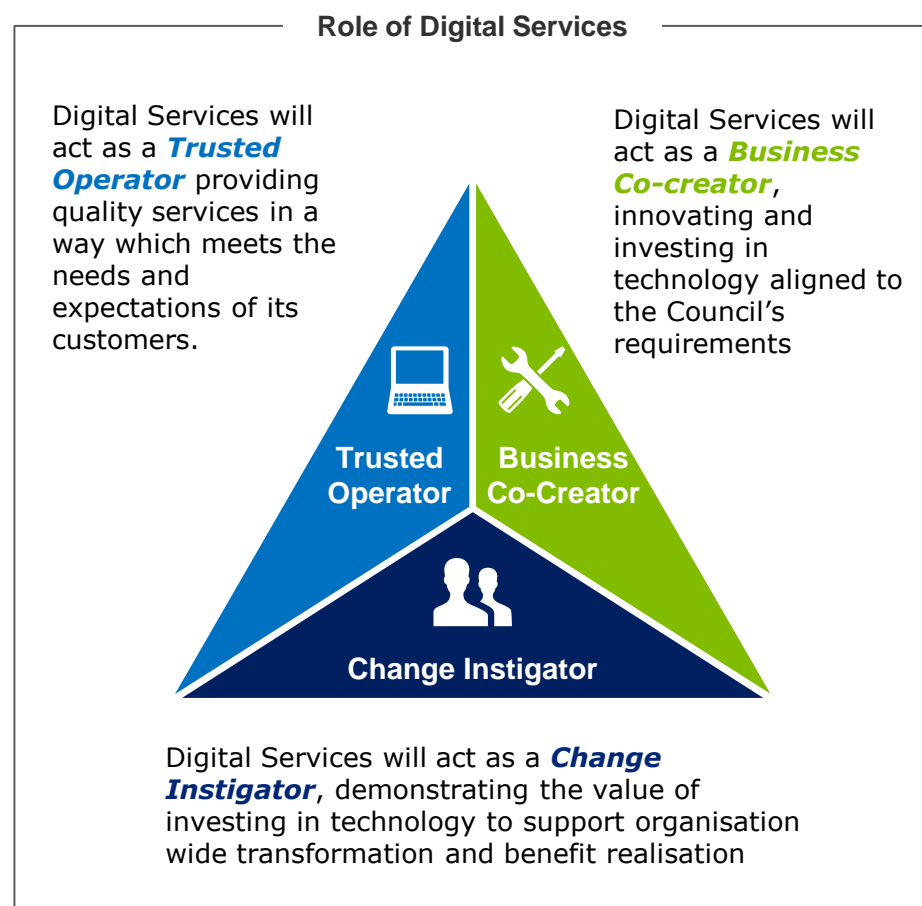 Role of Digital Services
Digital Services will
act as a Trusted
Operator providing
quality services in a
way which meets the
needs and
expectations of its
customers.
Digital Services will
act as a Business
Co-creator,
innovating and
investing in
technology aligned to
the Council’s
requirements
Trusted
Operator
Business
Co-Creator
Change Instigator
Digital Services will act as a Change
Instigator, demonstrating the value of
investing in technology to support organisation
wide transformation and benefit realisation